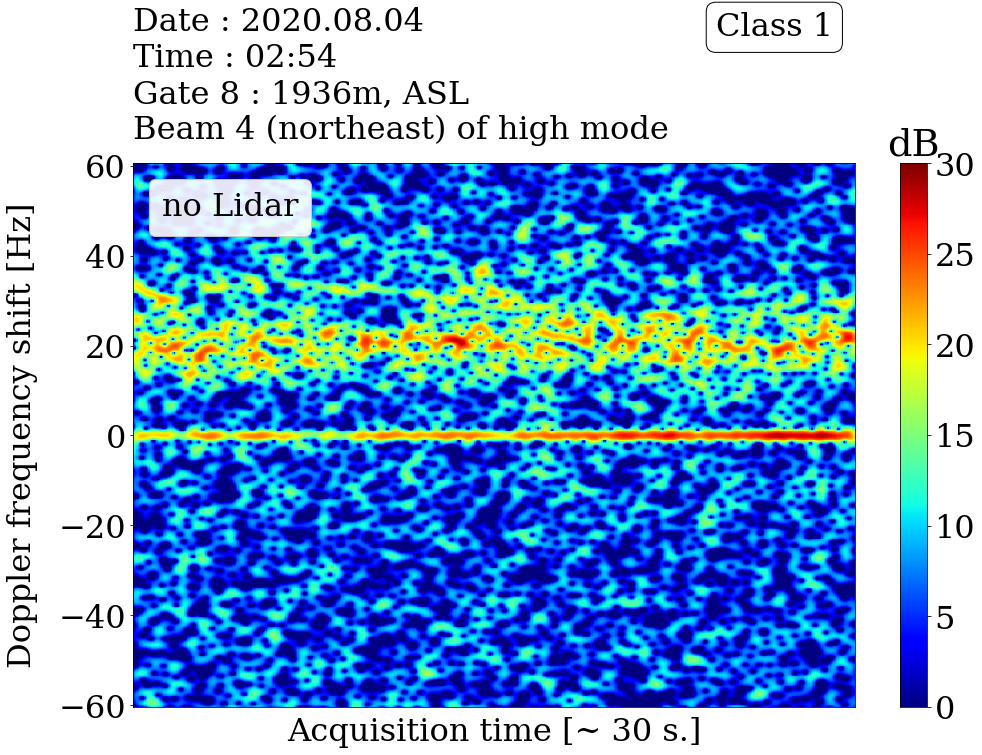 Date : 2020.08.04
Time : 02:54
Gate 8 : 1936m, ASL
Beam 4 (northeast) of high mode
Class 1
dB
no Lidar
60
40
20
0
−20
−40
−60
Doppler frequency shift [Hz]
Acquisition time [~ 30 s.]
30
25
20
15
10
5
0